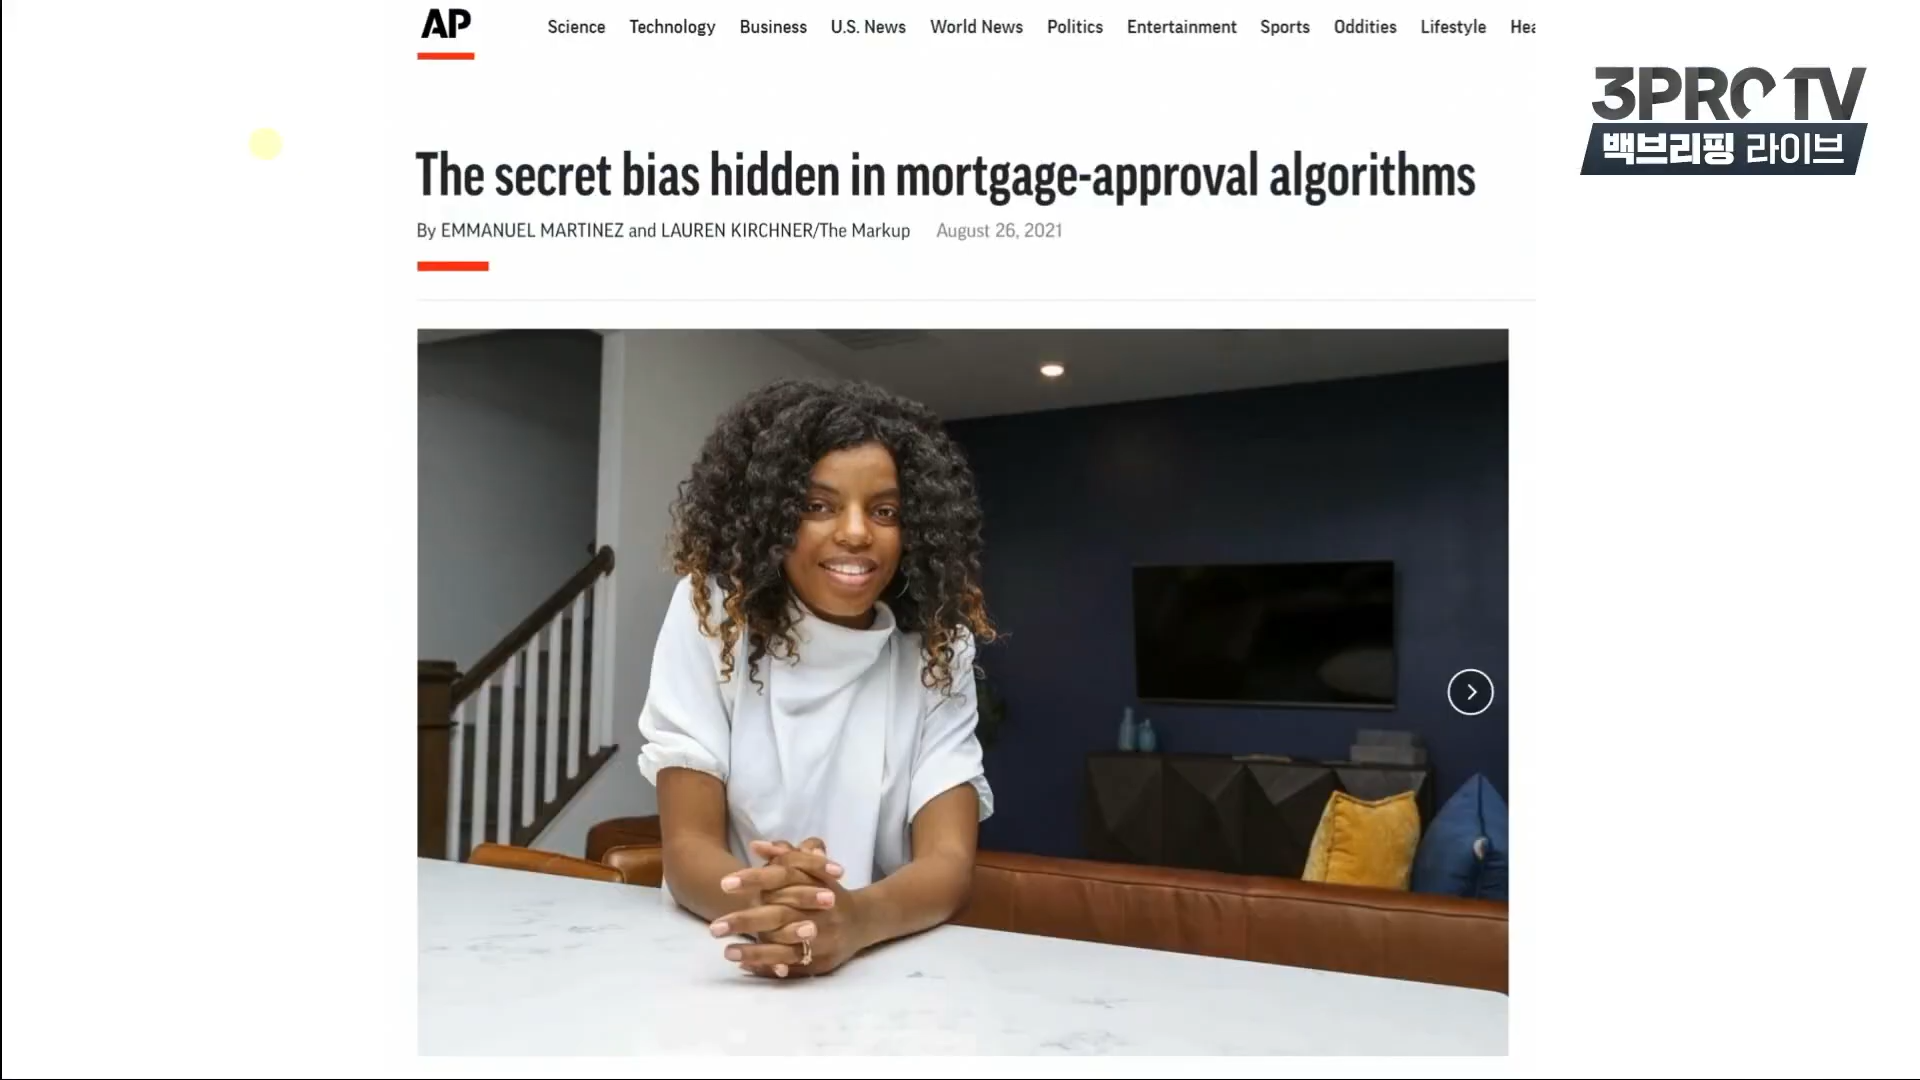 AP
Science Technology Business U.S. News World News Politics Entertainment Sports Oddities Lifestyle Hea
3PRO TV
백브리핑 라이브
The secret bias hidden in mortgage-approval algorithms
By EMMANUEL MARTINEZ and LAUREN KIRCHNER/The Markup August 26, 2021